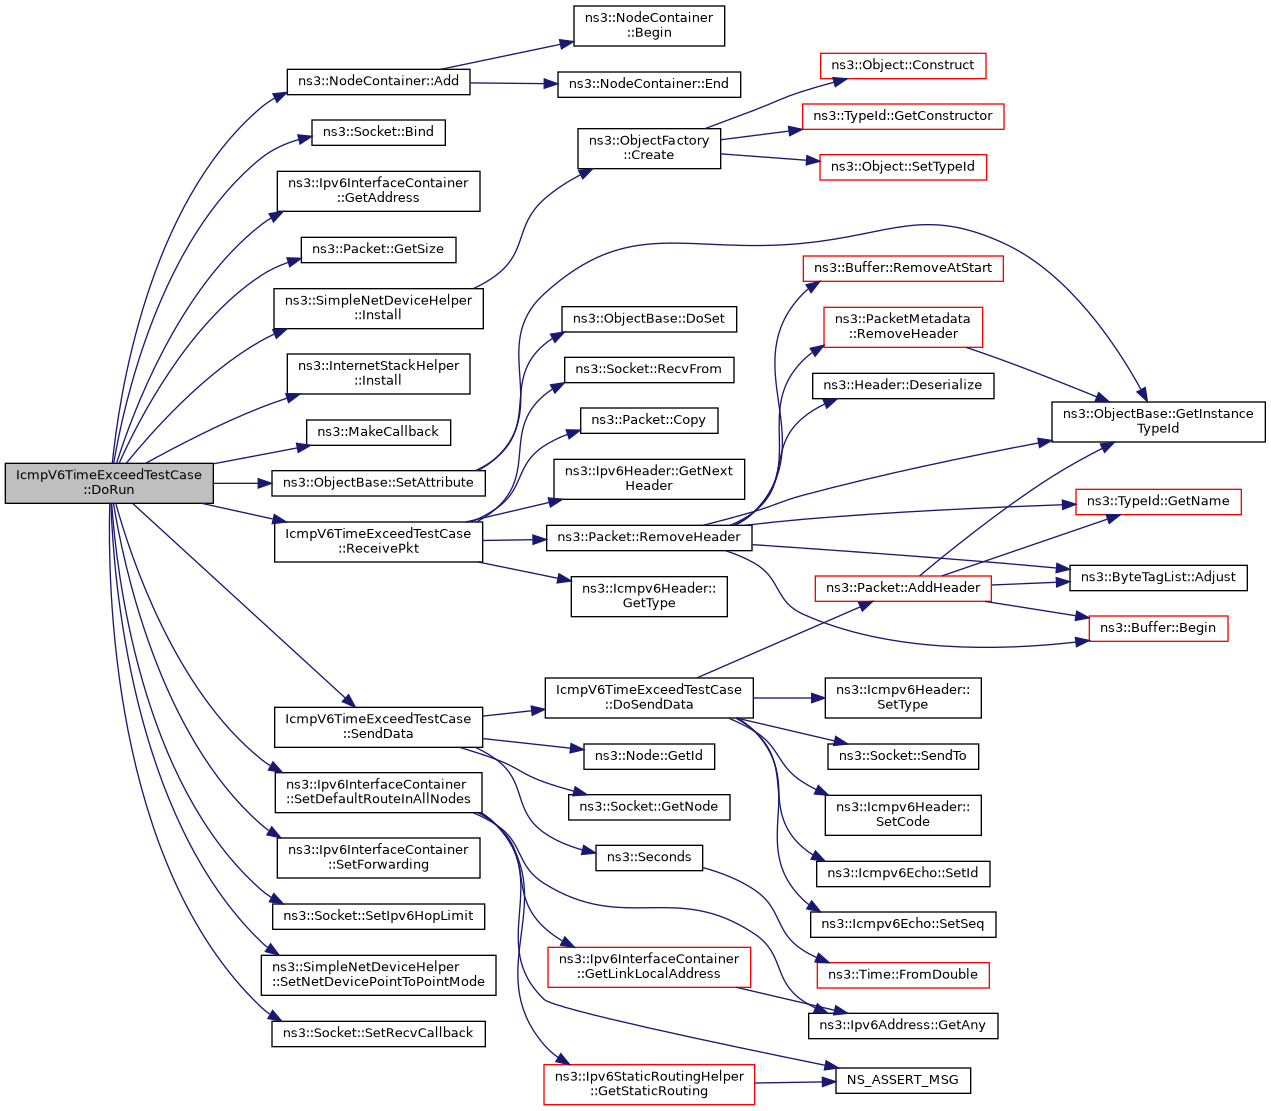 IcmpV6TimeExceedTestCase
::DoRun
ns3::NodeContainer::Add
ns3::Socket::Bind
ns3::Ipv6InterfaceContainer
::GetAddress
ns3::Packet::GetSize
ns3::SimpleNetDeviceHelper
::Install
ns3::InternetStackHelper
::Install
ns3::MakeCallback
ns3::ObjectBase::SetAttribute
IcmpV6TimeExceedTestCase
::ReceivePkt
IcmpV6TimeExceedTestCase
::SendData
ns3::Ipv6InterfaceContainer
::SetDefaultRouteInAllNodes
ns3::Ipv6InterfaceContainer
::SetForwarding
ns3::Socket::SetIpv6HopLimit
ns3::SimpleNetDeviceHelper
::SetNetDevicePointToPointMode
ns3::Socket::SetRecvCallback
ns3::NodeContainer
::Begin
ns3::NodeContainer::End
ns3::ObjectFactory
::Create
ns3::ObjectBase::DoSet
ns3::Socket::RecvFrom
ns3::Packet::Copy
ns3::Ipv6Header::GetNext
Header
ns3::Packet::RemoveHeader
ns3::Icmpv6Header::
GetType
IcmpV6TimeExceedTestCase
::DoSendData
ns3::Node::GetId
ns3::Socket::GetNode
ns3::Seconds
ns3::Ipv6InterfaceContainer
::GetLinkLocalAddress
ns3::Ipv6StaticRoutingHelper
::GetStaticRouting
ns3::Object::Construct
ns3::TypeId::GetConstructor
ns3::Object::SetTypeId
ns3::Buffer::RemoveAtStart
ns3::PacketMetadata
::RemoveHeader
ns3::Header::Deserialize
ns3::Packet::AddHeader
ns3::Icmpv6Header::
SetType
ns3::Socket::SendTo
ns3::Icmpv6Header::
SetCode
ns3::Icmpv6Echo::SetId
ns3::Icmpv6Echo::SetSeq
ns3::Time::FromDouble
ns3::Ipv6Address::GetAny
NS_ASSERT_MSG
ns3::ObjectBase::GetInstance
TypeId
ns3::TypeId::GetName
ns3::ByteTagList::Adjust
ns3::Buffer::Begin